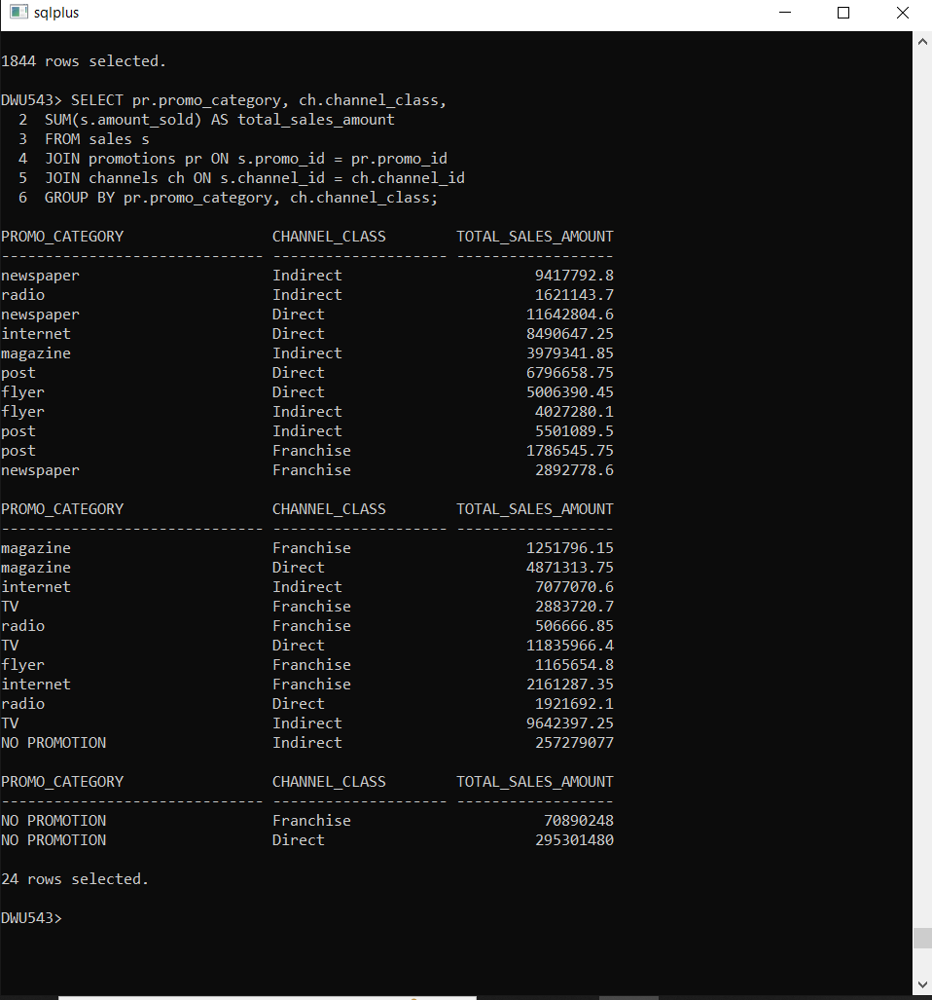 sqlplus
1844 rows selected.
DWU543> SELECT pr.promo_category, ch.channel_class,
  2  SUM(s.amount_sold) AS total_sales_amount
  3  FROM sales s
  4  JOIN promotions pr ON s.promo_id = pr.promo_id
  5  JOIN channels ch ON s.channel_id = ch.channel_id
  6  GROUP BY pr.promo_category, ch.channel_class;
PROMO_CATEGORY                 CHANNEL_CLASS        TOTAL_SALES_AMOUNT
------------------------------ -------------------- ------------------
newspaper                      Indirect                      9417792.8
radio                          Indirect                      1621143.7
newspaper                      Direct                       11642804.6
internet                       Direct                       8490647.25
magazine                       Indirect                     3979341.85
post                           Direct                       6796658.75
flyer                          Direct                       5006390.45
flyer                          Indirect                      4027280.1
post                           Indirect                      5501089.5
post                           Franchise                    1786545.75
newspaper                      Franchise                     2892778.6
PROMO_CATEGORY                 CHANNEL_CLASS        TOTAL_SALES_AMOUNT
------------------------------ -------------------- ------------------
magazine                       Franchise                    1251796.15
magazine                       Direct                       4871313.75
internet                       Indirect                      7077070.6
TV                             Franchise                     2883720.7
radio                          Franchise                     506666.85
TV                             Direct                       11835966.4
flyer                          Franchise                     1165654.8
internet                       Franchise                    2161287.35
radio                          Direct                        1921692.1
TV                             Indirect                     9642397.25
NO PROMOTION                   Indirect                      257279077
PROMO_CATEGORY                 CHANNEL_CLASS        TOTAL_SALES_AMOUNT
------------------------------ -------------------- ------------------
NO PROMOTION                   Franchise                      70890248
NO PROMOTION                   Direct                        295301480
24 rows selected.
DWU543>